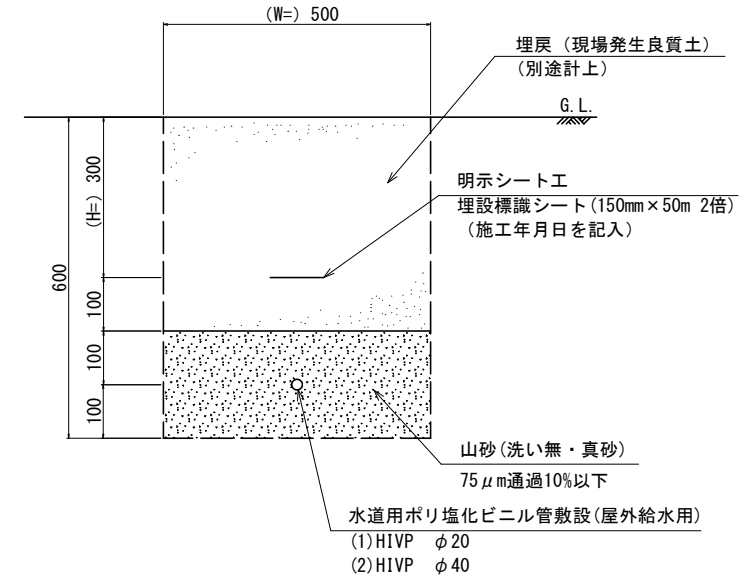 (W=) 500
埋戻（現場発生良質土）
(別途計上)
G.L.
(H=) 300
明示シート工
埋設標識シート(150mm×50m 2倍)
（施工年月日を記入）
600
100
100
100
山砂(洗い無・真砂)
75μm通過10%以下
水道用ポリ塩化ビニル管敷設(屋外給水用)
(1)HIVP φ20
(2)HIVP φ40